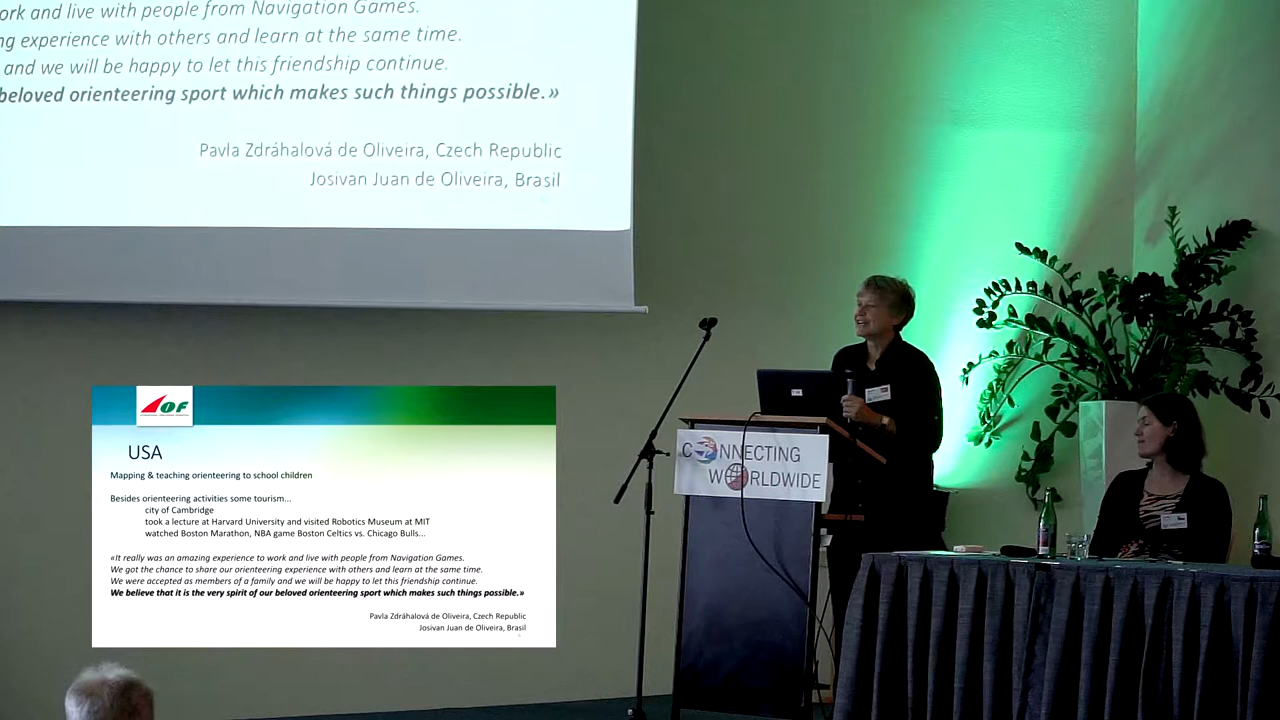 ork and live with people from Navigation Games.
ng experience with others and learn at the same time.
and we will be happy to let this friendship continue.
beloved orienteering sport which makes such things possible.»
Pavla Zdráhalová de Oliveira, Czech Republic
Josivan Juan de Oliveira, Brasil
IOF
USA
Mapping & teaching orienteering to school children
Besides orienteering activities some tourism...
city of Cambridge
took a lecture at Harvard University and visited Robotics Museum at MIT
watched Boston Marathon, NBA game Boston Celtics vs. Chicago Bulls...
«It really was an amazing experience to work and live with people from Navigation Games.
We got the chance to share our orienteering experience with others and learn at the same time.
We were accepted as members of a family and we will be happy to let this friendship continue.
We believe that it is the very spirit of our beloved orienteering sport which makes such things possible.»
Pavla Zdráhalová de Oliveira, Czech Republic
Josivan Juan de Oliveira, Brasil
CONNECTING
WORLDWIDE